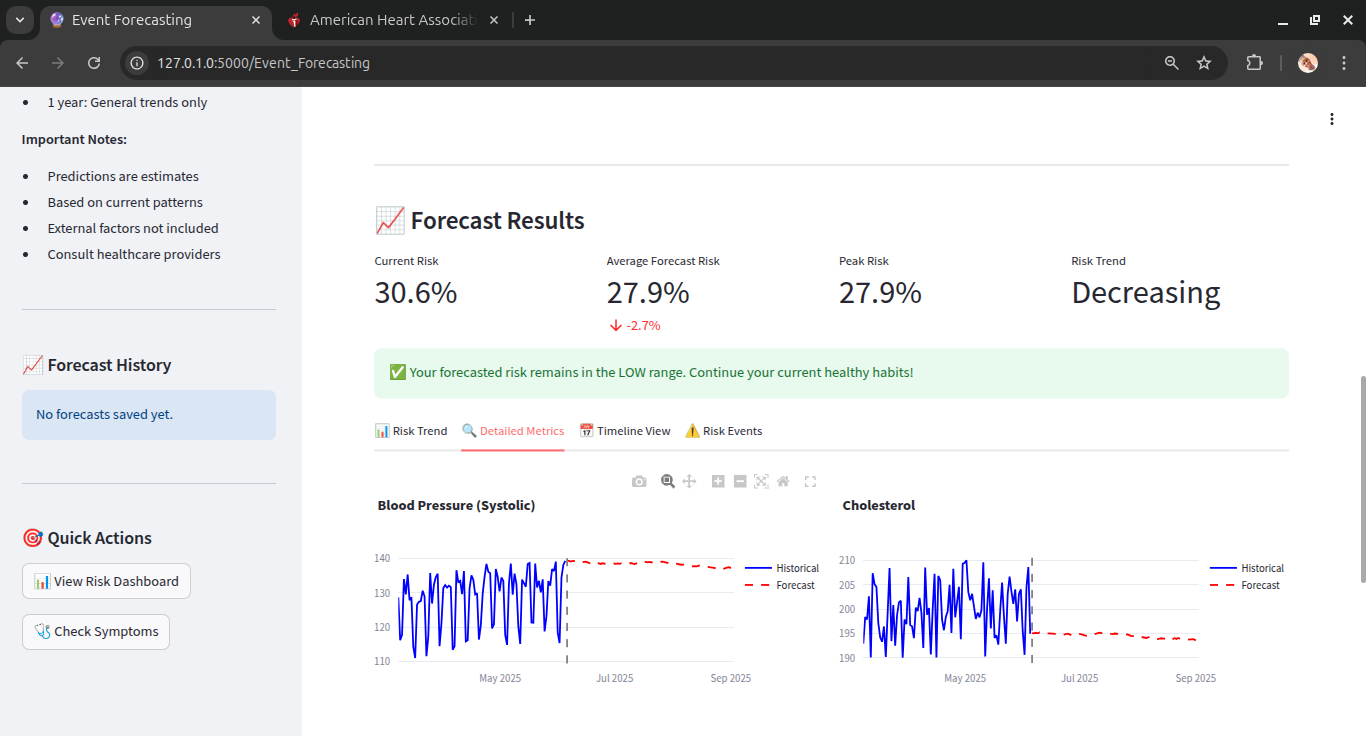 Event Forecasting
American Heart Associat
127.0.1.0:5000/Event_Forecasting
1 year: General trends only
Important Notes:
Predictions are estimates
Based on current patterns
External factors not included
Consult healthcare providers
📈 Forecast History
No forecasts saved yet.
🎯 Quick Actions
📊 View Risk Dashboard
🩺 Check Symptoms
📈 Forecast Results
Current Risk
30.6%
Average Forecast Risk
27.9%
↓ -2.7%
Peak Risk
27.9%
Risk Trend
Decreasing
✅ Your forecasted risk remains in the LOW range. Continue your current healthy habits!
📊 Risk Trend 🔍 Detailed Metrics 📅 Timeline View ⚠️ Risk Events
Blood Pressure (Systolic)
140
130
120
110
May 2025 Jul 2025 Sep 2025
Historical
Forecast
Cholesterol
210
205
200
195
190
May 2025 Jul 2025 Sep 2025
Historical
Forecast